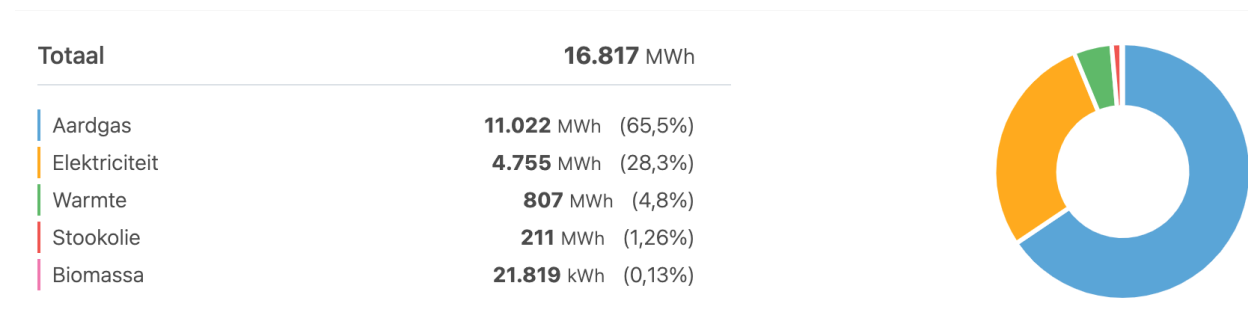 Totaal 16.817 MWh
Aardgas 11.022 MWh (65,5%)
Elektriciteit 4.755 MWh (28,3%)
Warmte 807 MWh (4,8%)
Stookolie 211 MWh (1,26%)
Biomassa 21.819 kWh (0,13%)